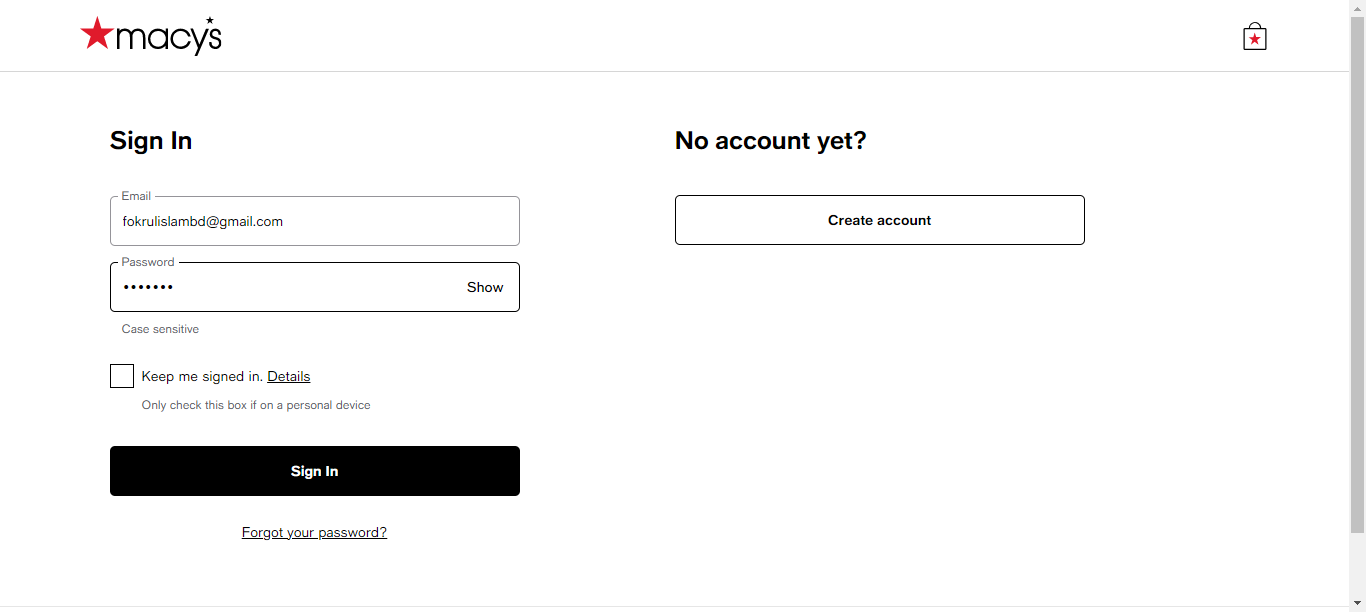 macy's
Sign In
Email
fokrulislambd@gmail.com
Password
•••••••
Show
Case sensitive
Keep me signed in. Details
Only check this box if on a personal device
Sign In
Forgot your password?
No account yet?
Create account